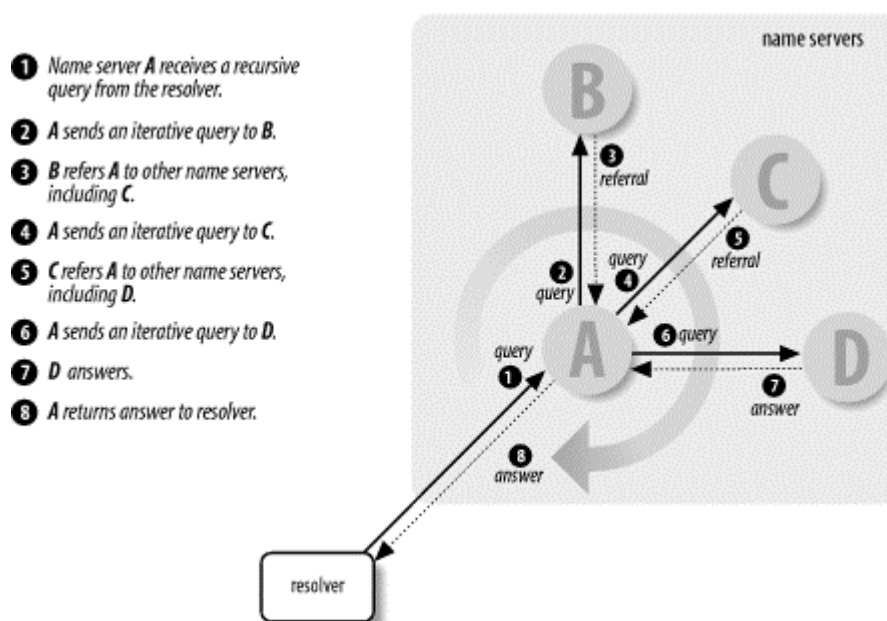 1 Name server A receives a recursive
query from the resolver.
2 A sends an iterative query to B.
3 B refers A to other name servers,
including C.
4 A sends an iterative query to C.
5 C refers A to other name servers,
including D.
6 A sends an iterative query to D.
7 D answers.
8 A returns answer to resolver.
name servers
B
3
referral
C
5
referral
query
4
2
query
A
6 query
D
7
answer
query
1
8
answer
resolver